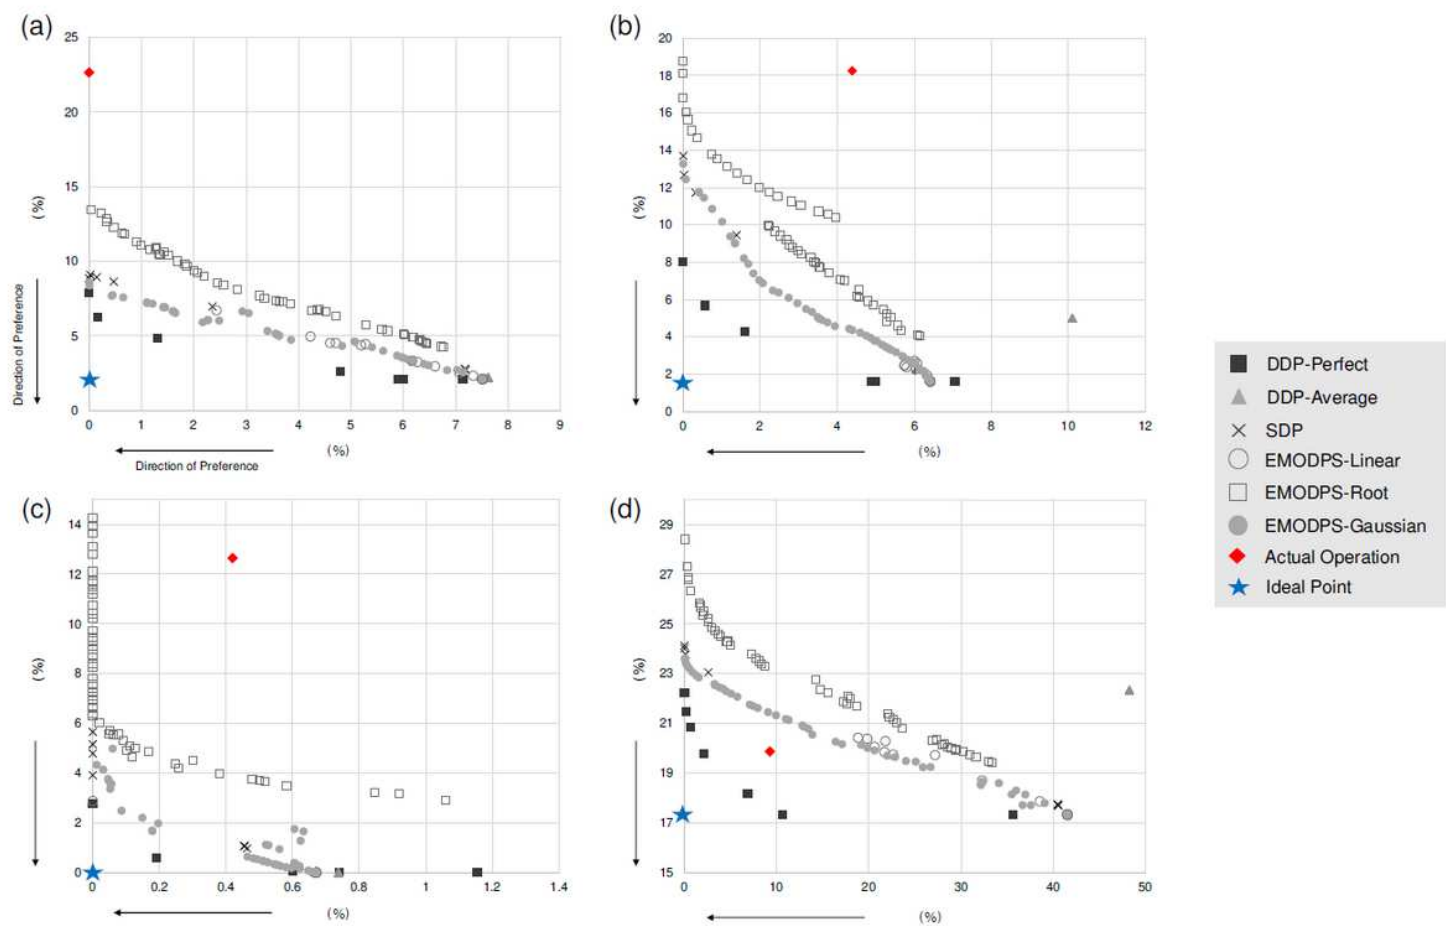 (a)
25
20
15
10
5
0
(%)
Direction of Preference
0 1 2 3 4 5 6 7 8 9
(%)
Direction of Preference
(b)
20
18
16
14
12
10
8
6
4
2
0
(%)
0 2 4 6 8 10 12
(%)
(c)
14
12
10
8
6
4
2
0
(%)
0 0.2 0.4 0.6 0.8 1 1.2 1.4
(%)
(d)
29
27
25
23
21
19
17
15
(%)
0 10 20 30 40 50
(%)
DDP-Perfect
DDP-Average
SDP
EMODPS-Linear
EMODPS-Root
EMODPS-Gaussian
Actual Operation
Ideal Point